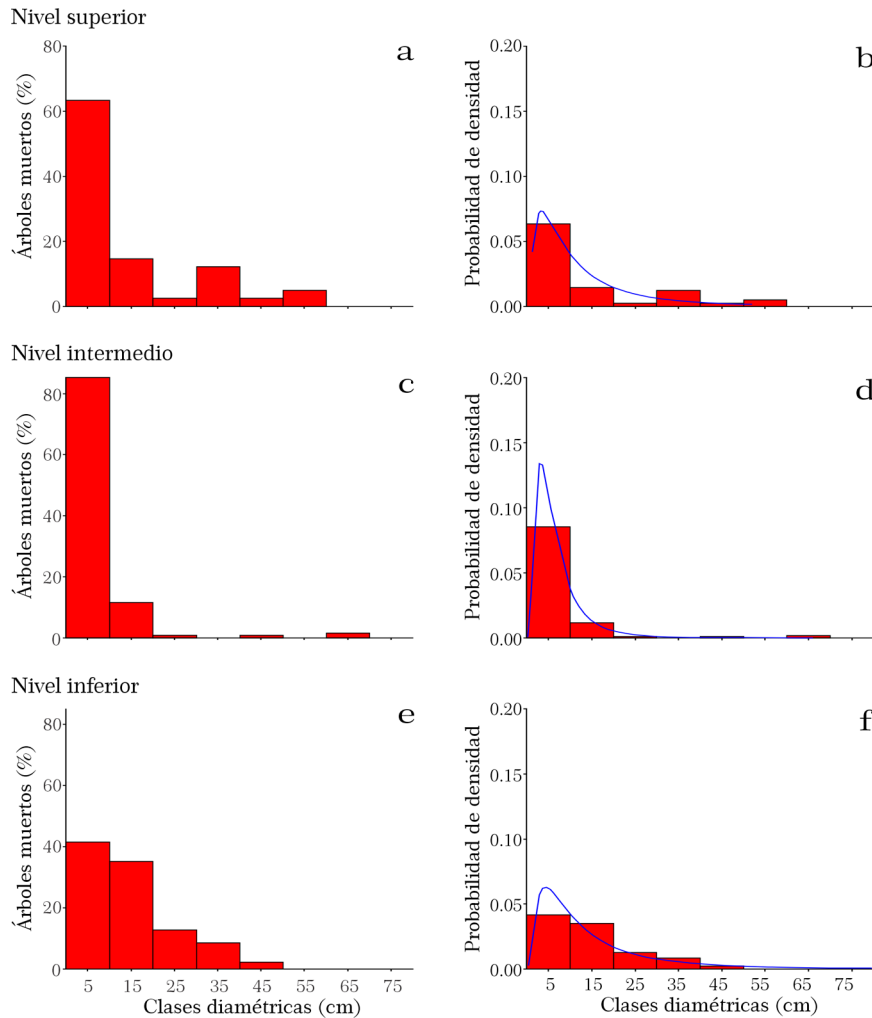 Nivel superior
a
Árboles muertos (%)
80
60
40
20
0
b
Probabilidad de densidad
0.20
0.15
0.10
0.05
0.00
Nivel intermedio
c
Árboles muertos (%)
80
60
40
20
0
d
Probabilidad de densidad
0.20
0.15
0.10
0.05
0.00
Nivel inferior
e
Árboles muertos (%)
80
60
40
20
0
5 15 25 35 45 55 65 75
Clases diamétricas (cm)
f
Probabilidad de densidad
0.20
0.15
0.10
0.05
0.00
5 15 25 35 45 55 65 75
Clases diamétricas (cm)